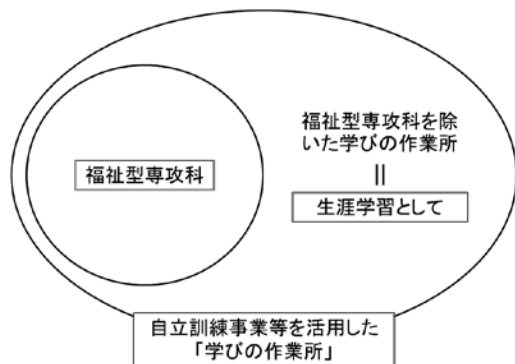 福祉型専攻科
福祉型専攻科を除
いた学びの作業所
=
生涯学習として
自立訓練事業等を活用した
「学びの作業所」